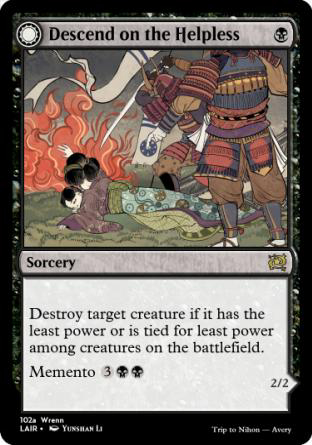 Descend on the Helpless
Sorcery
Destroy target creature if it has the
least power or is tied for least power
among creatures on the battlefield.
Memento 3
2/2
102a Wrenn
LAIR • Yunshan Li
Trip to Nihon — Avery